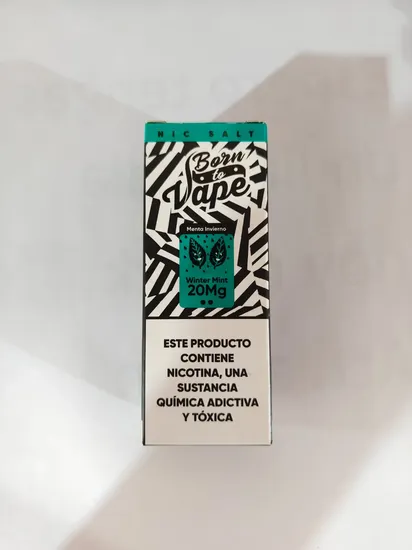 NIC SALT
Born
to
Vape
Menta Invierno
Winter Mint
20Mg
ESTE PRODUCTO
CONTIENE
NICOTINA, UNA
SUSTANCIA
QUÍMICA ADICTIVA
Y TÓXICA